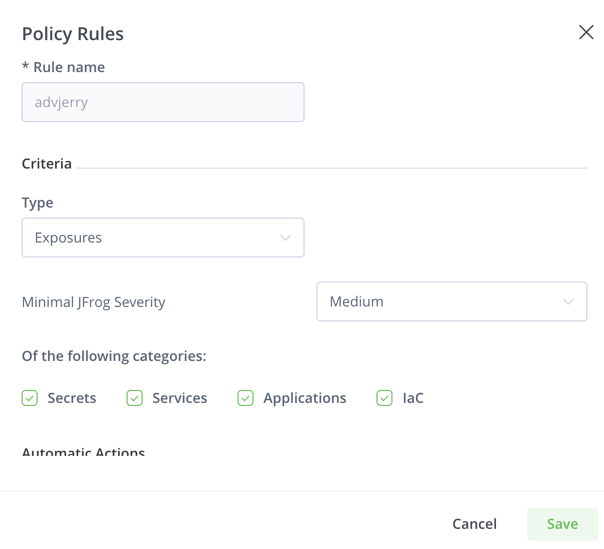 Policy Rules
* Rule name
advjerry
Criteria
Type
Exposures
Minimal JFrog Severity
Medium
Of the following categories:
Secrets Services Applications IaC
Automatic Actions
Cancel Save